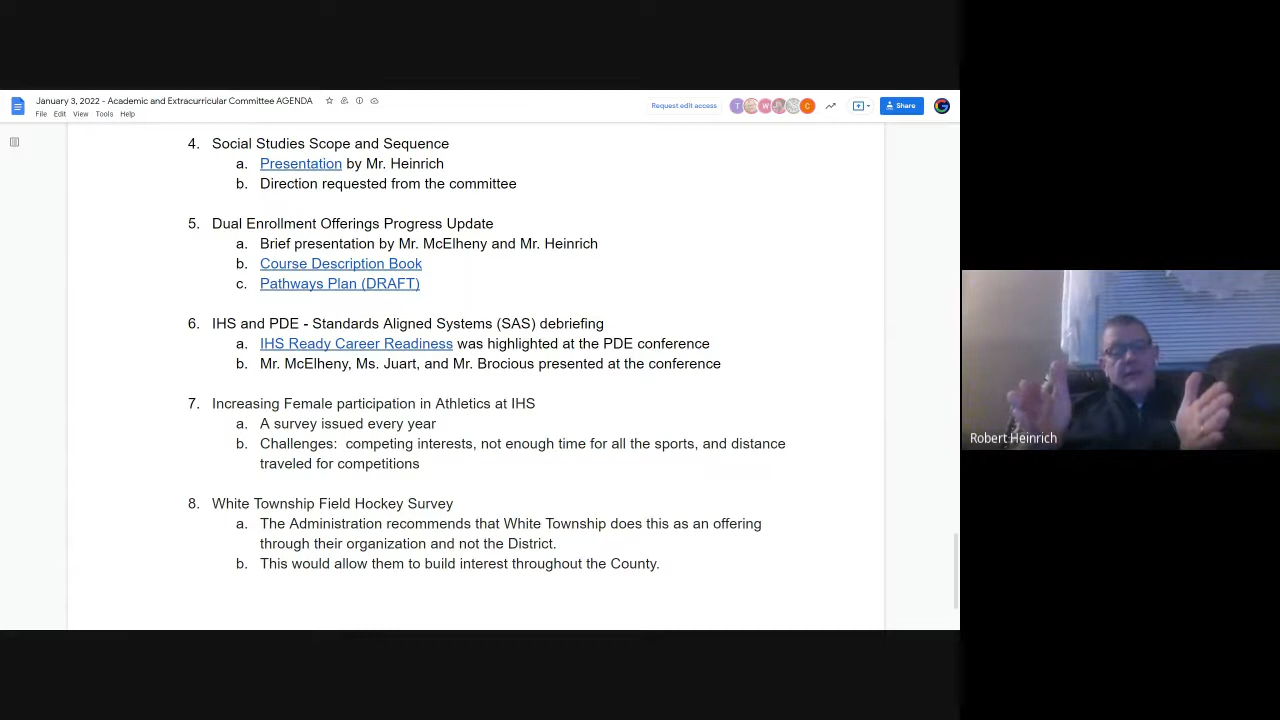 January 3, 2022 - Academic and Extracurricular Committee AGENDA
File Edit View Tools Help
Request edit access
T W C
Share
4. Social Studies Scope and Sequence
a. Presentation by Mr. Heinrich
b. Direction requested from the committee
5. Dual Enrollment Offerings Progress Update
a. Brief presentation by Mr. McElheny and Mr. Heinrich
b. Course Description Book
c. Pathways Plan (DRAFT)
6. IHS and PDE - Standards Aligned Systems (SAS) debriefing
a. IHS Ready Career Readiness was highlighted at the PDE conference
b. Mr. McElheny, Ms. Juart, and Mr. Brocious presented at the conference
7. Increasing Female participation in Athletics at IHS
a. A survey issued every year
b. Challenges: competing interests, not enough time for all the sports, and distance
traveled for competitions
8. White Township Field Hockey Survey
a. The Administration recommends that White Township does this as an offering
through their organization and not the District.
b. This would allow them to build interest throughout the County.
Robert Heinrich